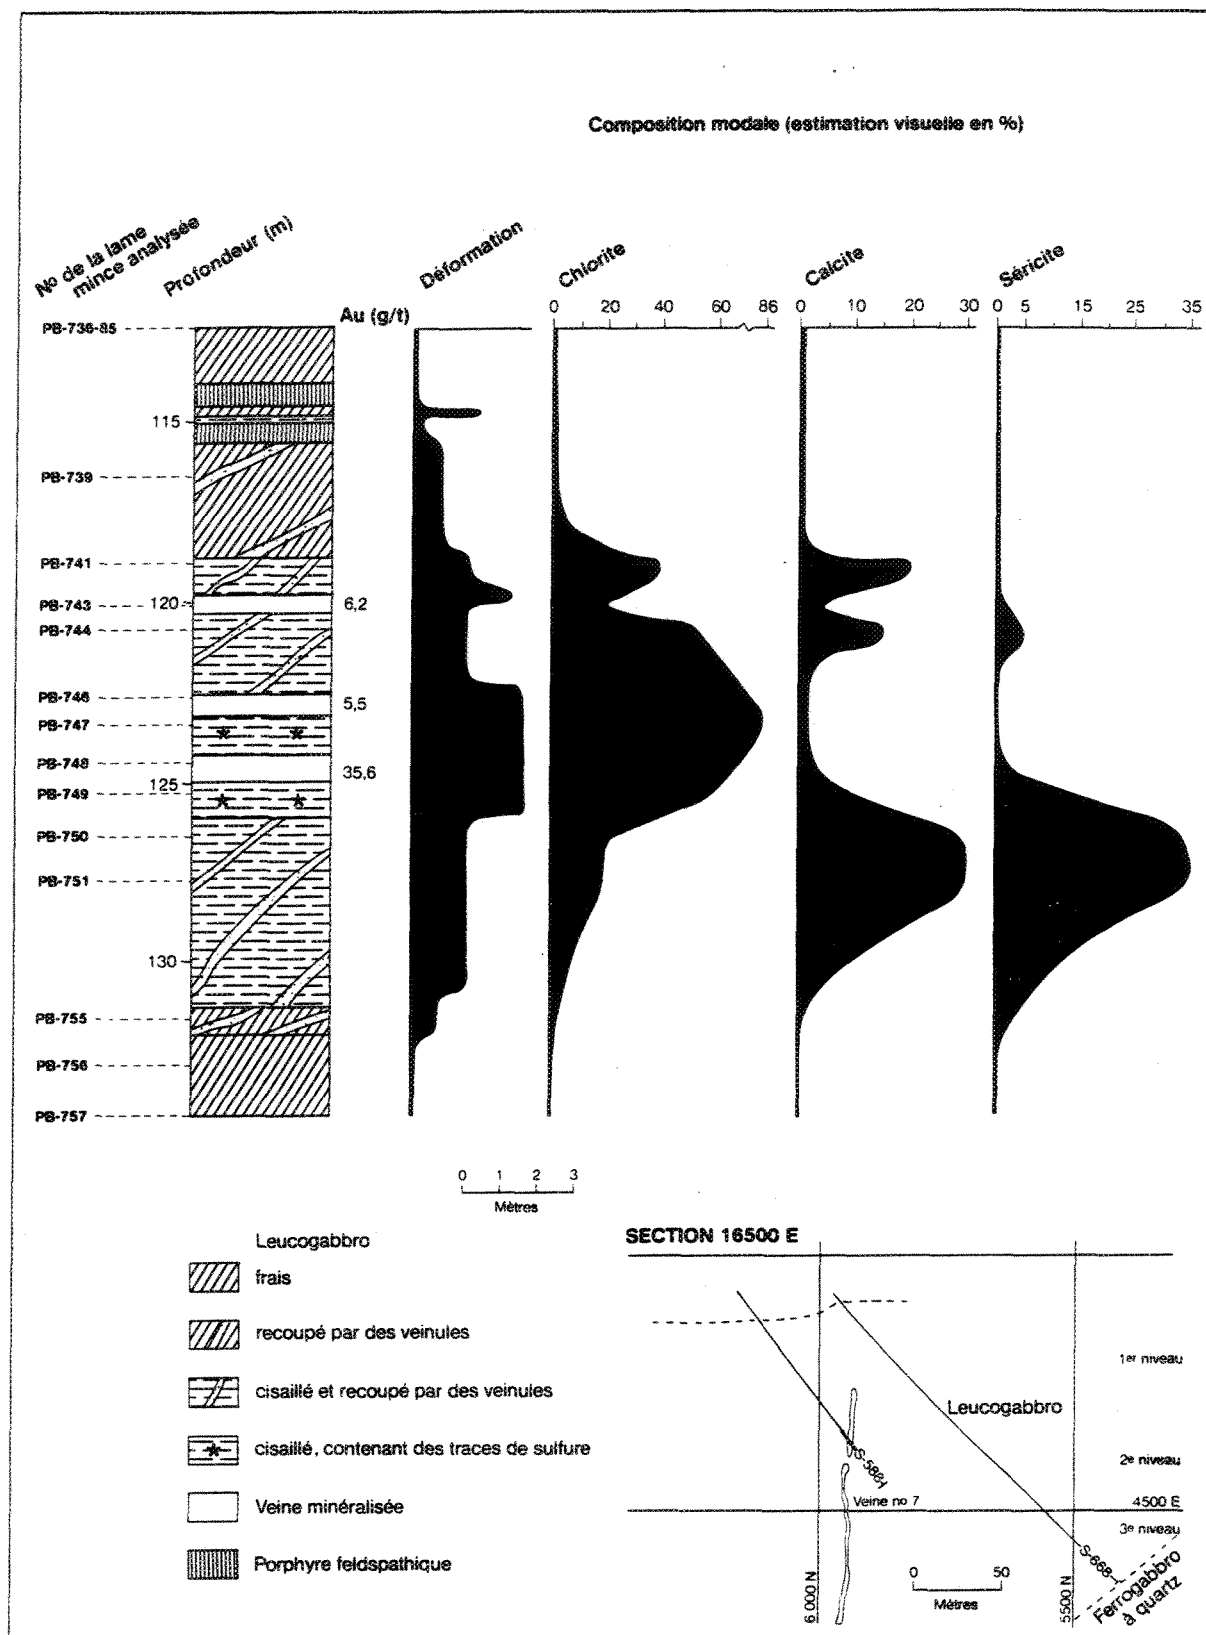 Composition modale (estimation visuelle en %)
Nº de la lame
mince analysée
Profondeur (m)
Au (g/t)
Déformation
Chlorite
Calcite
Séricite
0 20 40 60 86
0 10 20 30
0 5 15 25 35
PB-736-85
115
PB-739
PB-741
PB-743
120
6,2
PB-744
PB-746
5,5
PB-747
PB-748
35,6
125
PB-749
PB-750
PB-751
130
PB-755
PB-756
PB-757
0 1 2 3
Mètres
Leucogabbro
frais
recoupé par des veinules
cisaillé et recoupé par des veinules
cisaillé, contenant des traces de sulfure
Veine minéralisée
Porphyre feldspathique
SECTION 16500 E
1er niveau
Leucogabbro
2e niveau
Veine no 7
4500 E
3e niveau
S-668
0 50
Mètres
6 000 N
5500 N
Ferrogabbro
à quartz